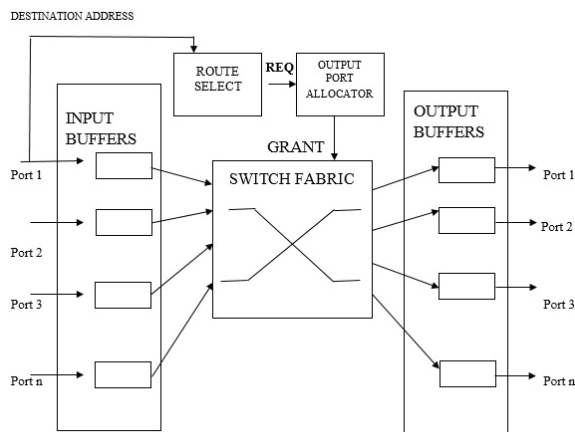 DESTINATION ADDRESS
ROUTE
SELECT
REQ
OUTPUT
PORT
ALLOCATOR
INPUT
BUFFERS
OUTPUT
BUFFERS
GRANT
SWITCH FABRIC
Port 1
Port 2
Port 3
Port n
Port 1
Port 2
Port 3
Port n